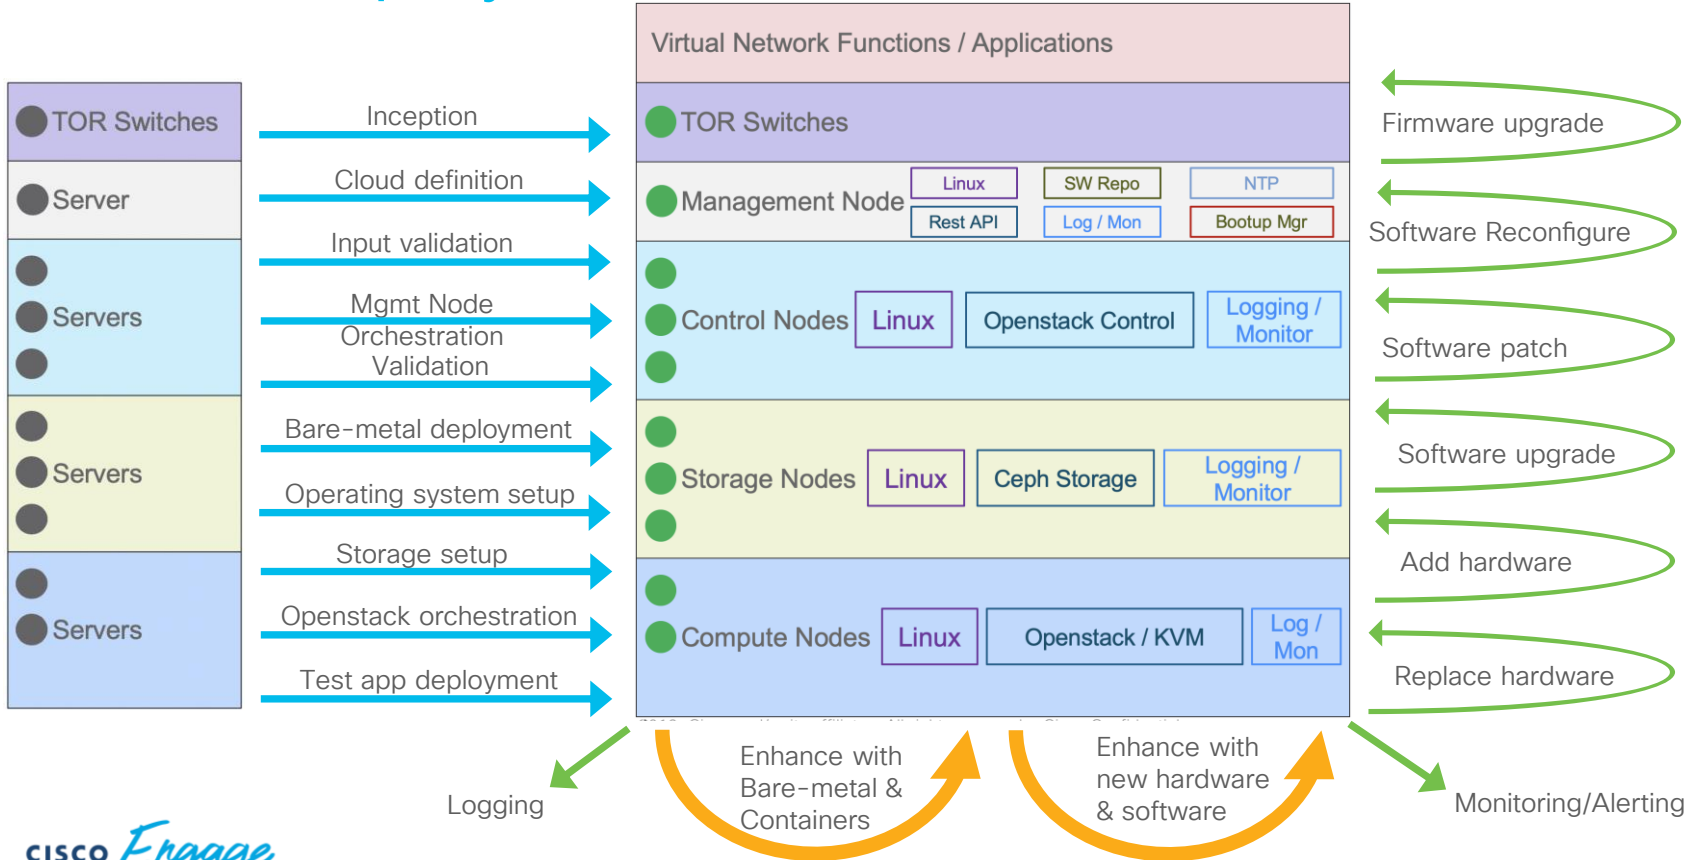 Virtual Network Functions / Applications
TOR Switches
Server
Servers
Servers
Servers
Inception
Cloud definition
Input validation
Mgmt Node
Orchestration
Validation
Bare-metal deployment
Operating system setup
Storage setup
Openstack orchestration
Test app deployment
TOR Switches
Management Node
Linux
SW Repo
NTP
Rest API
Log / Mon
Bootup Mgr
Control Nodes
Linux
Openstack Control
Logging /
Monitor
Storage Nodes
Linux
Ceph Storage
Logging /
Monitor
Compute Nodes
Linux
Openstack / KVM
Log /
Mon
Firmware upgrade
Software Reconfigure
Software patch
Software upgrade
Add hardware
Replace hardware
Logging
Enhance with
Bare-metal &
Containers
Enhance with
new hardware
& software
Monitoring/Alerting
CISCO Engage